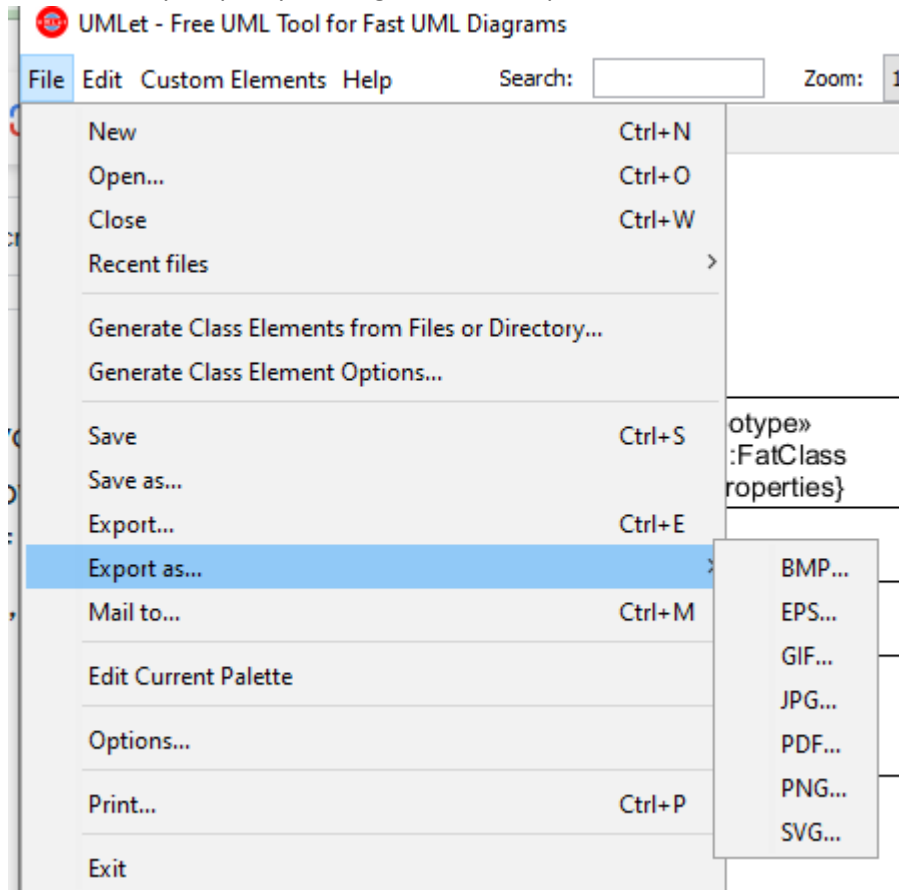 UMLet - Free UML Tool for Fast UML Diagrams
File Edit Custom Elements Help Search: Zoom:
New Ctrl+N
Open... Ctrl+O
Close Ctrl+W
Recent files
Generate Class Elements from Files or Directory...
Generate Class Element Options...
Save Ctrl+S
otype»
Save as...
:FatClass
roperties}
Export... Ctrl+E
Export as...
BMP...
Mail to... Ctrl+M
EPS...
GIF...
Edit Current Palette
JPG...
Options...
PDF...
PNG...
Print... Ctrl+P
SVG...
Exit